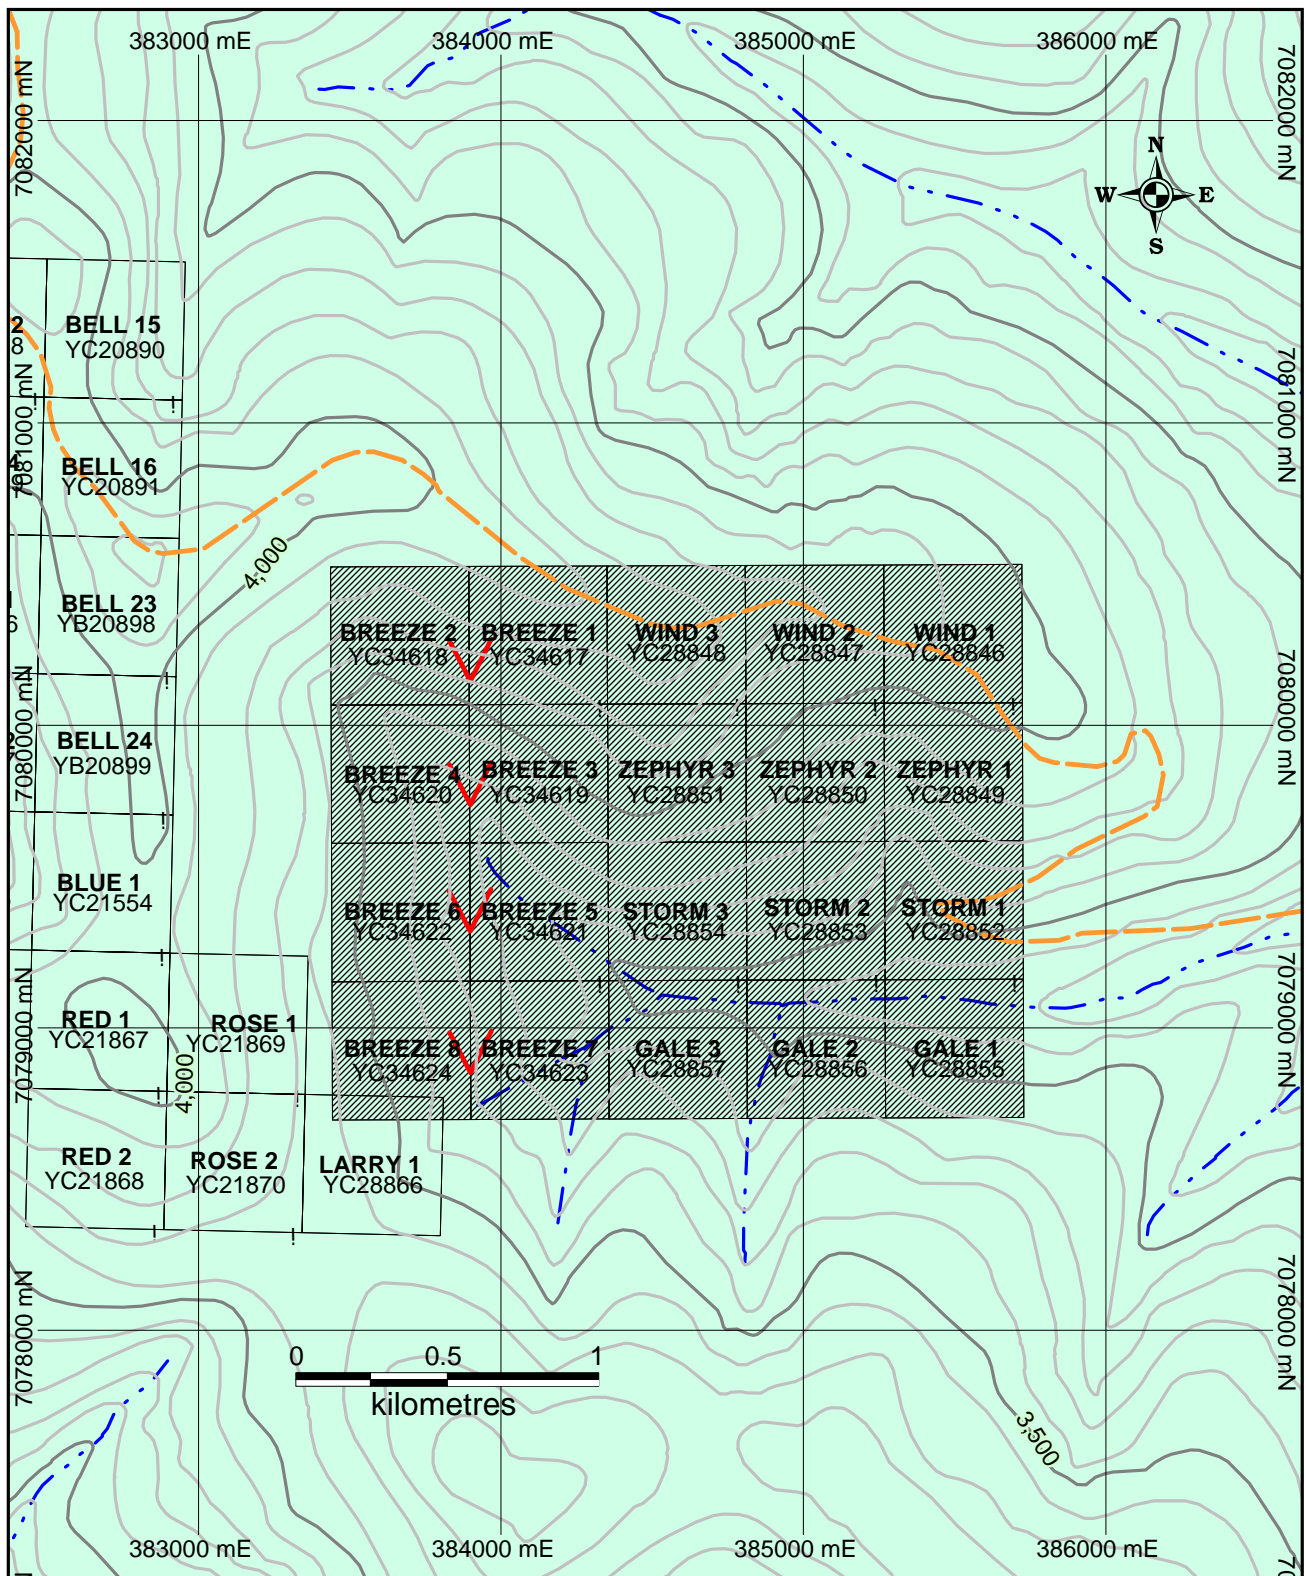 383000 mE 384000 mE 385000 mE 386000 mE
7082000 mN
7082000 mN
N
W E
S
2
8
BELL 15
YC20890
7081000 mN
7081000 mN
4
BELL 16
YC20891
4,000
6
BELL 23
YB20898
BREEZE 2 BREEZE 1 WIND 3 WIND 2 WIND 1
YC34618 YC34617 YC28848 YC28847 YC28846
7080000 mN
7080000 mN
2
BELL 24
YB20899
BREEZE 4 BREEZE 3 ZEPHYR 3 ZEPHYR 2 ZEPHYR 1
YC34620 YC34619 YC28851 YC28850 YC28849
BLUE 1
YC21554
BREEZE 6 BREEZE 5 STORM 3 STORM 2 STORM 1
YC34622 YC34621 YC28854 YC28853 YC28852
7079000 mN
7079000 mN
RED 1 ROSE 1
YC21867 YC21869
4,000
BREEZE 8 BREEZE 7 GALE 3 GALE 2 GALE 1
YC34624 YC34623 YC28857 YC28856 YC28855
RED 2 ROSE 2 LARRY 1
YC21868 YC21870 YC28866
7078000 mN
7078000 mN
0 0.5 1
kilometres
3,500
383000 mE 384000 mE 385000 mE 386000 mE